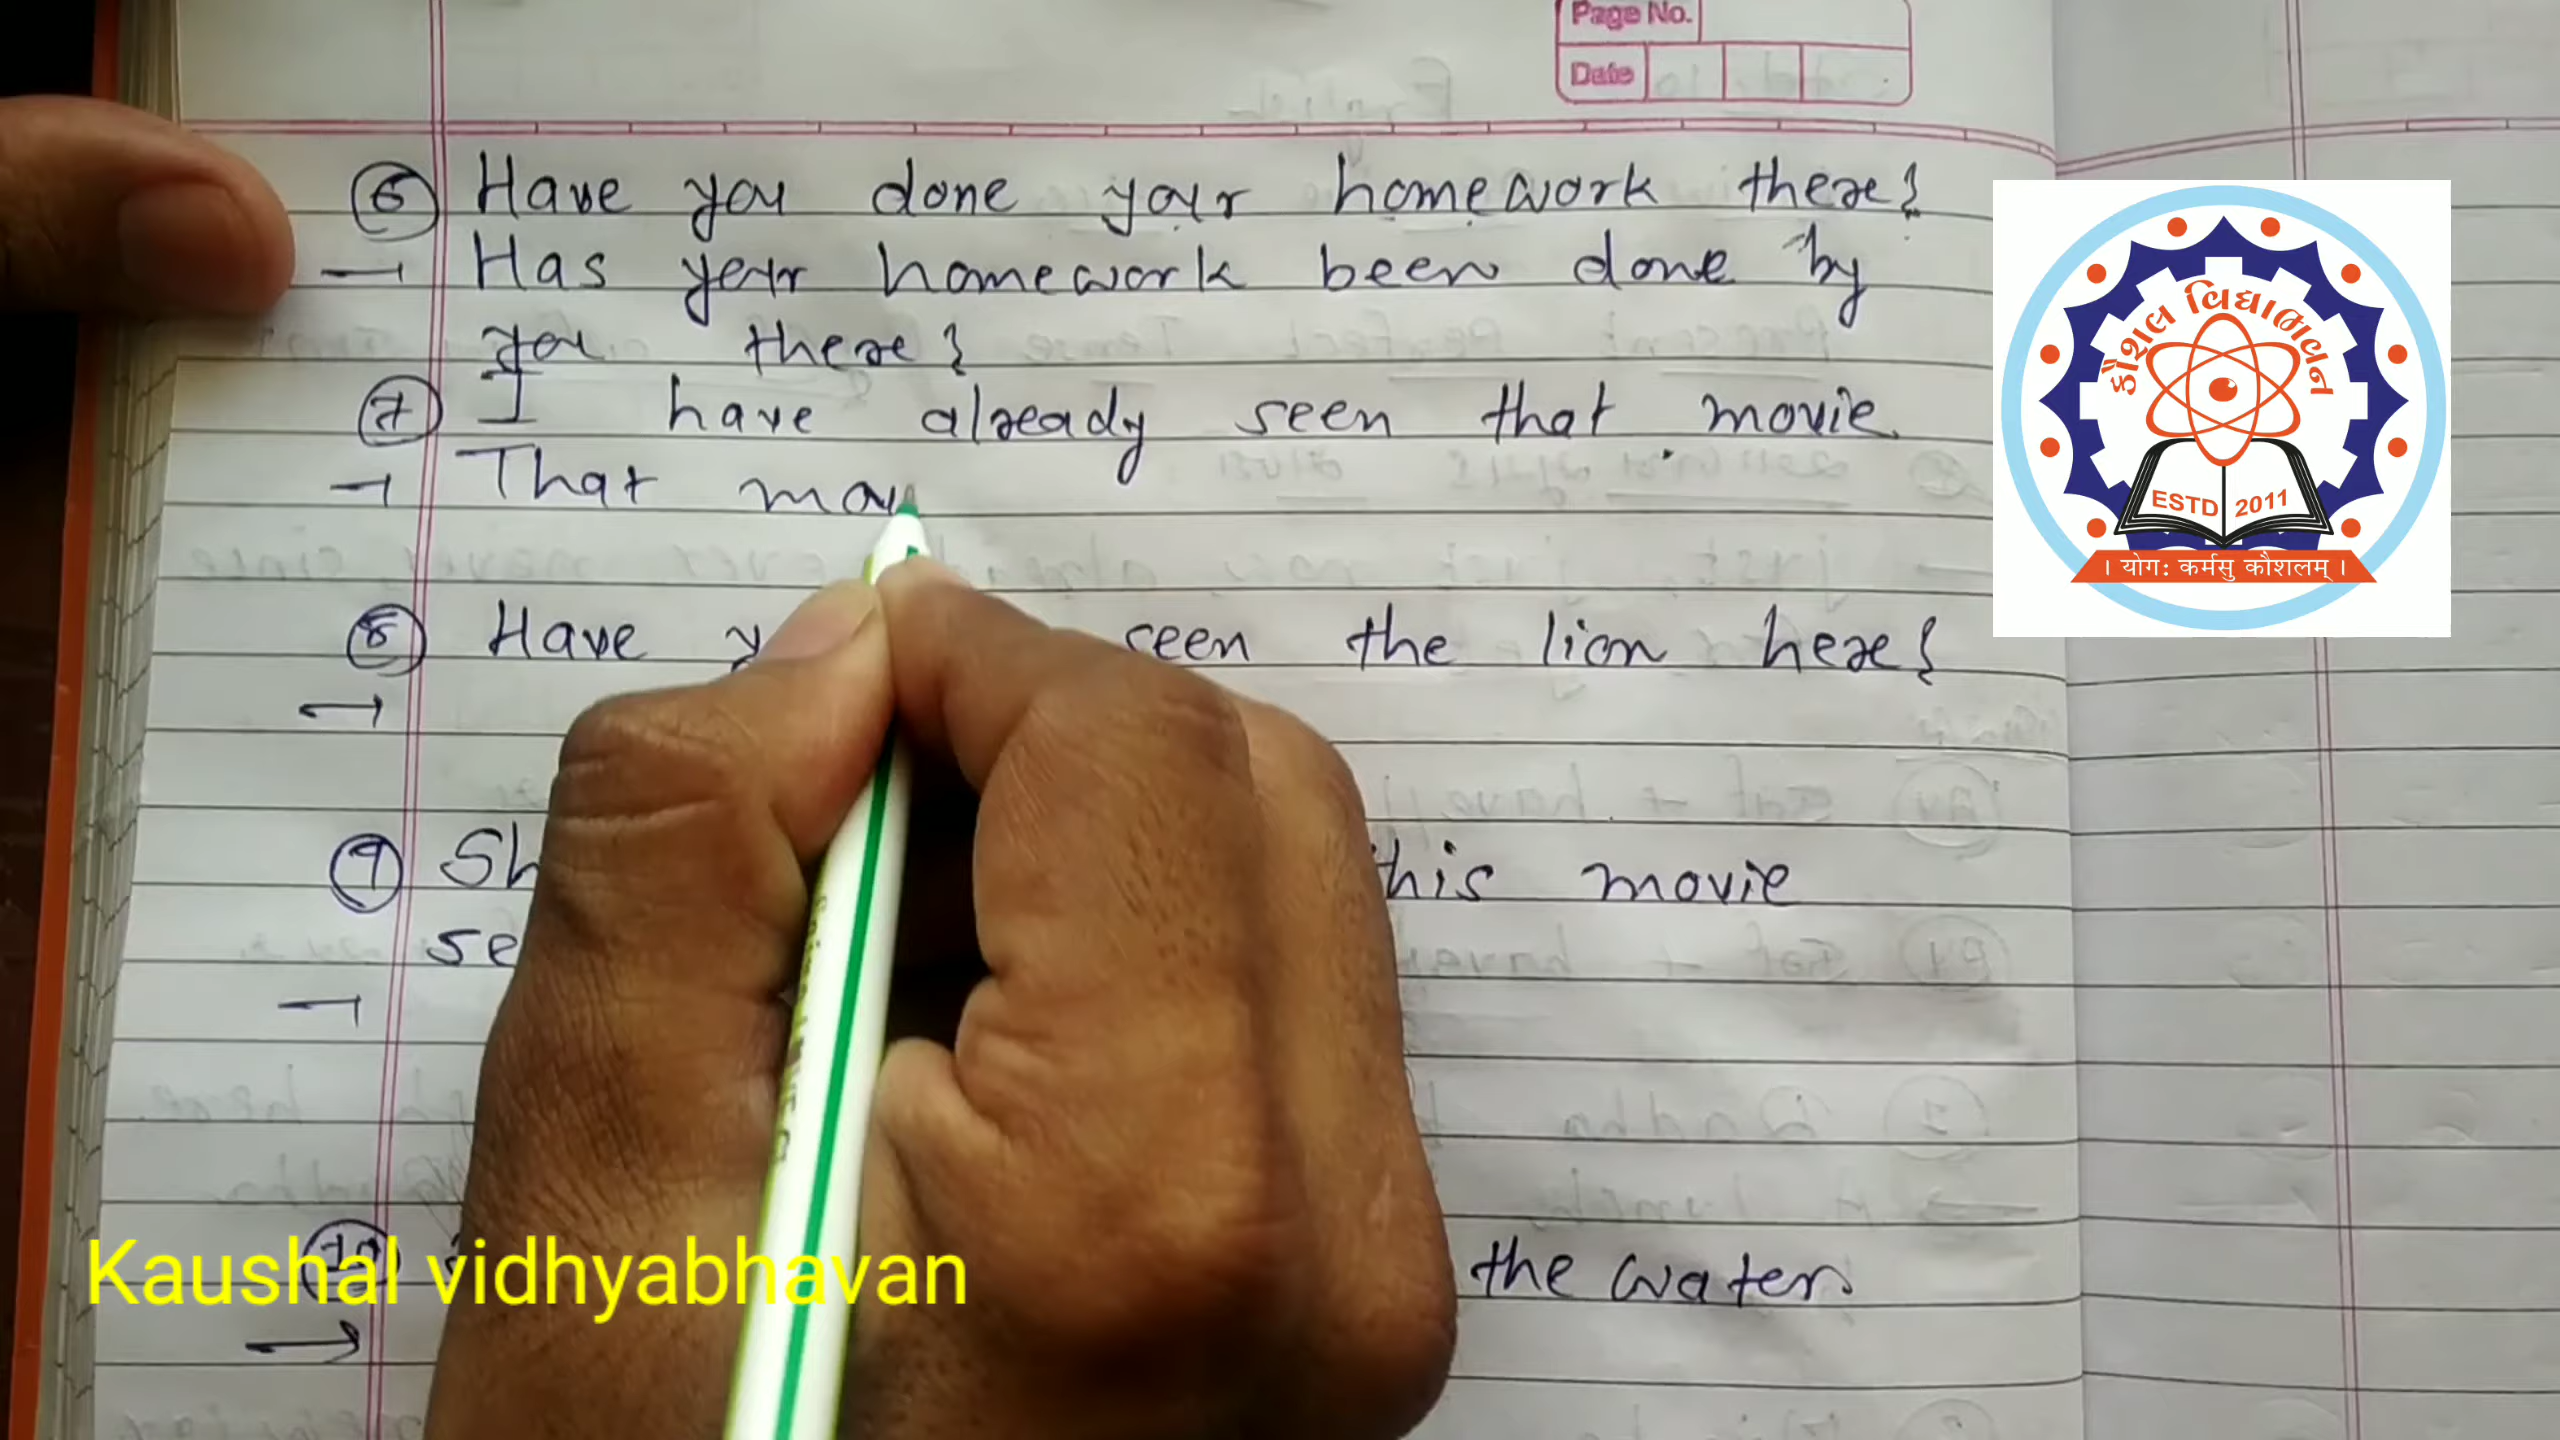 Page No.
Date
6 Have you done your homework there?
Has your homework been done by
you there?
7 I have already seen that movie.
That mov
8 Have seen the lion here?
9 Sh this movie
se
10 the water.
કૌશલ વિદ્યાભવન
ESTD 2011
। योगः कर्मसु कौशलम् ।
Kaushal vidhyabhavan